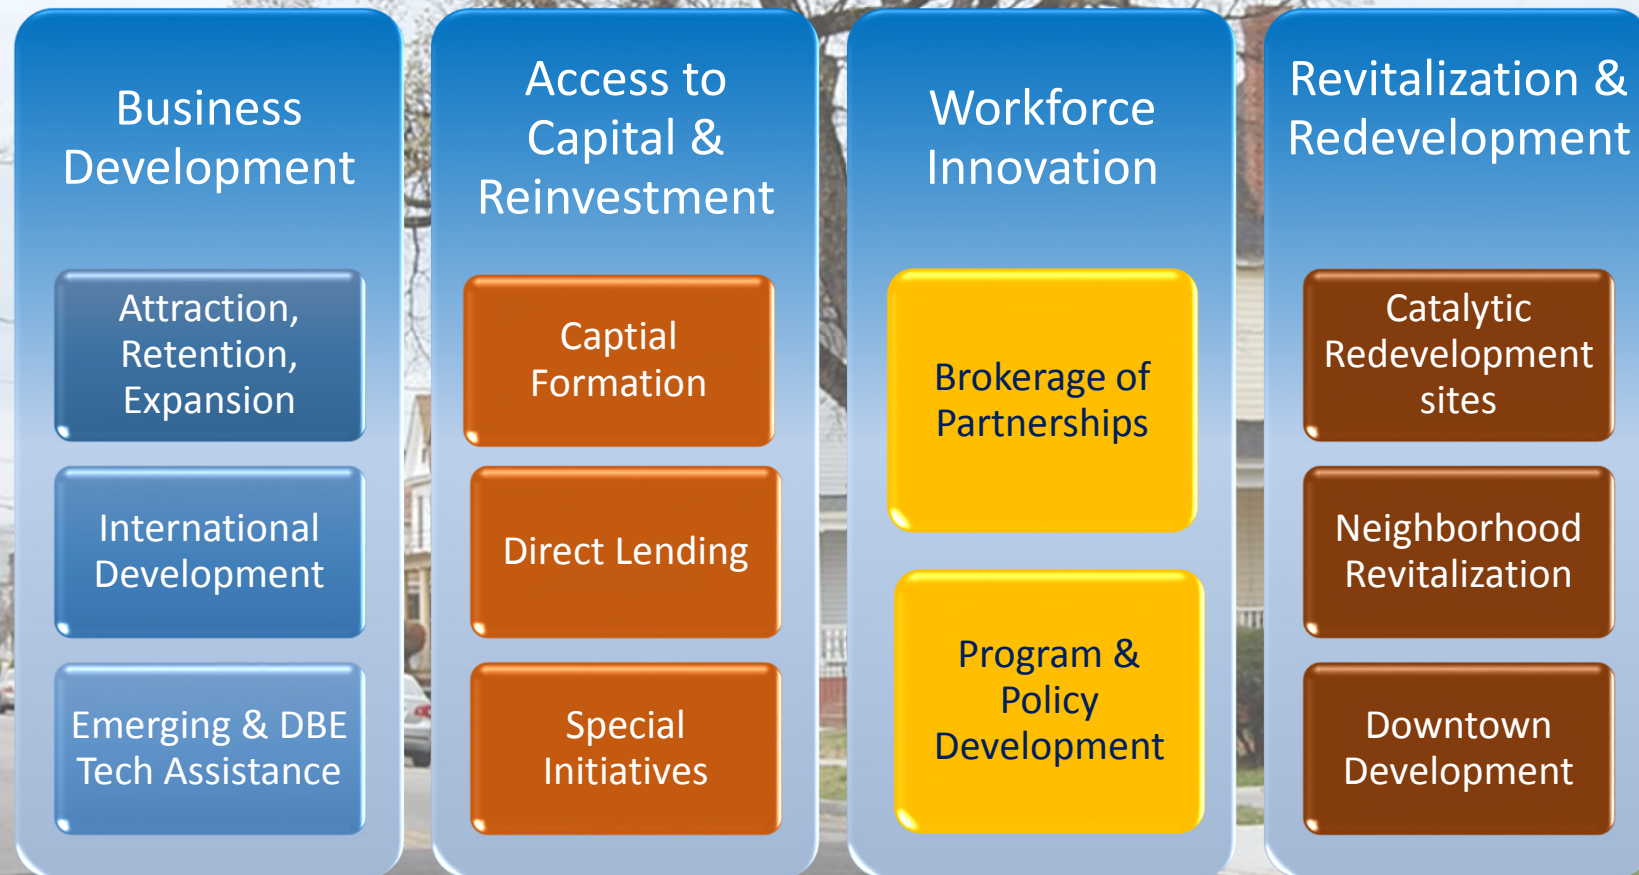 Business
Development
Attraction,
Retention,
Expansion
International
Development
Emerging & DBE
Tech Assistance
Access to
Capital &
Reinvestment
Captial
Formation
Direct Lending
Special
Initiatives
Workforce
Innovation
Brokerage of
Partnerships
Program &
Policy
Development
Revitalization &
Redevelopment
Catalytic
Redevelopment
sites
Neighborhood
Revitalization
Downtown
Development